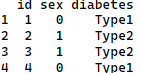 id sex diabetes
1 1 0 Type1
2 2 1 Type2
3 3 1 Type2
4 4 0 Type1